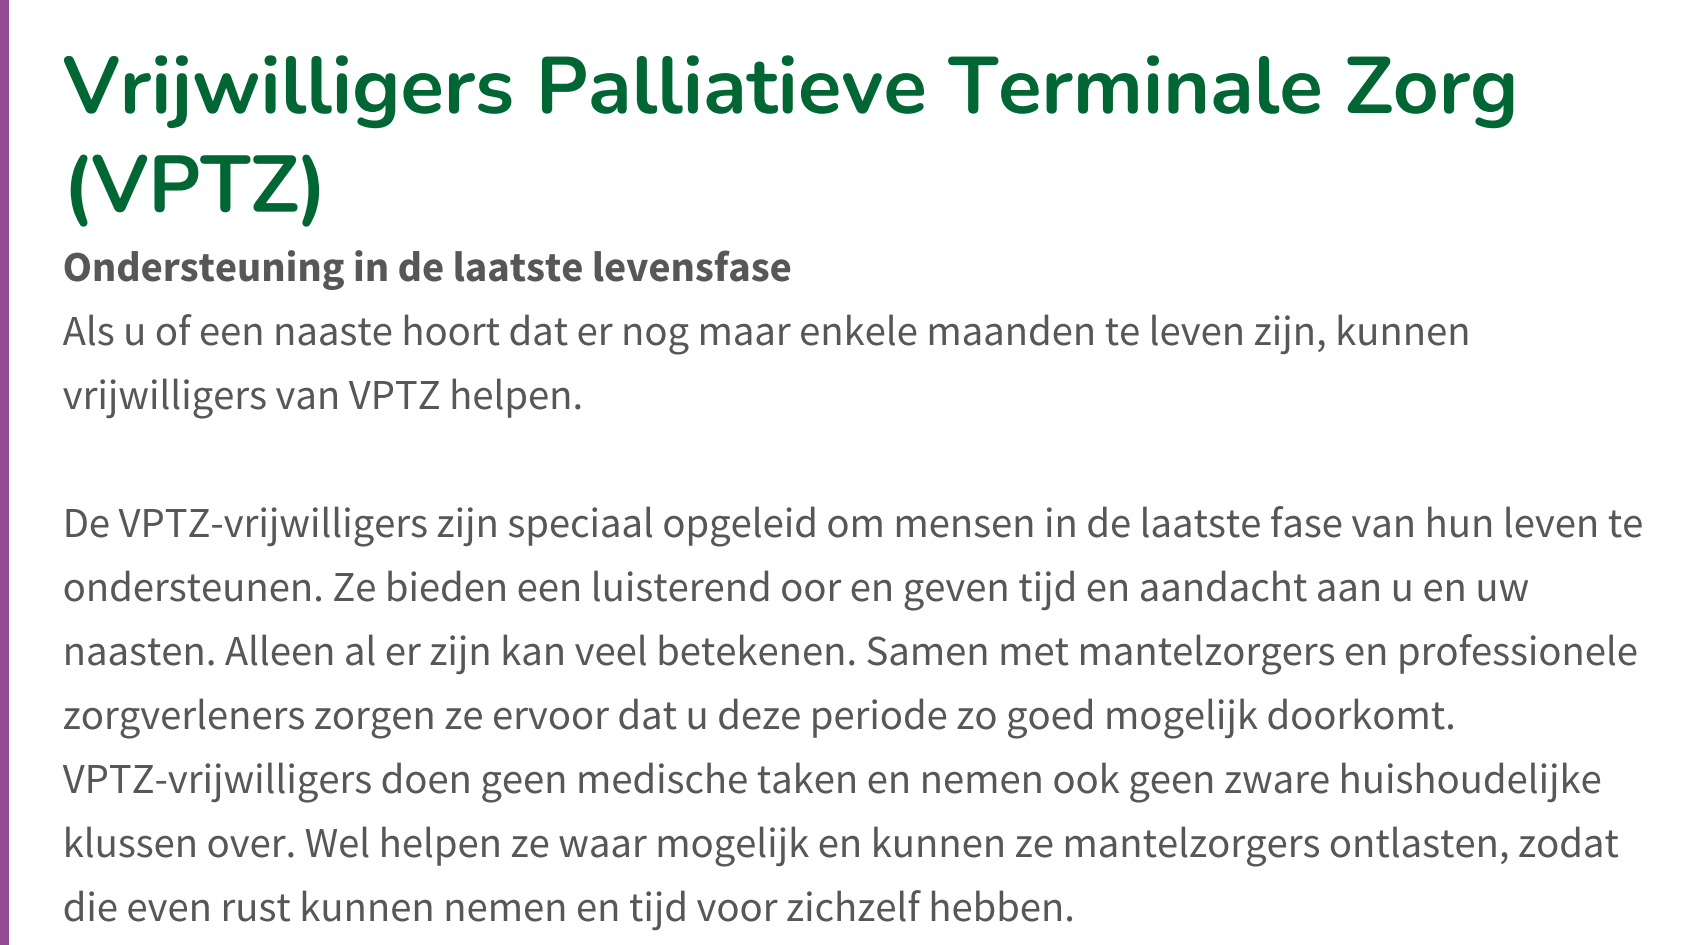 Vrijwilligers Palliatieve Terminale Zorg
(VPTZ)
Ondersteuning in de laatste levensfase
Als u of een naaste hoort dat er nog maar enkele maanden te leven zijn, kunnen
vrijwilligers van VPTZ helpen.
De VPTZ-vrijwilligers zijn speciaal opgeleid om mensen in de laatste fase van hun leven te
ondersteunen. Ze bieden een luisterend oor en geven tijd en aandacht aan u en uw
naasten. Alleen al er zijn kan veel betekenen. Samen met mantelzorgers en professionele
zorgverleners zorgen ze ervoor dat u deze periode zo goed mogelijk doorkomt.
VPTZ-vrijwilligers doen geen medische taken en nemen ook geen zware huishoudelijke
klussen over. Wel helpen ze waar mogelijk en kunnen ze mantelzorgers ontlasten, zodat
die even rust kunnen nemen en tijd voor zichzelf hebben.